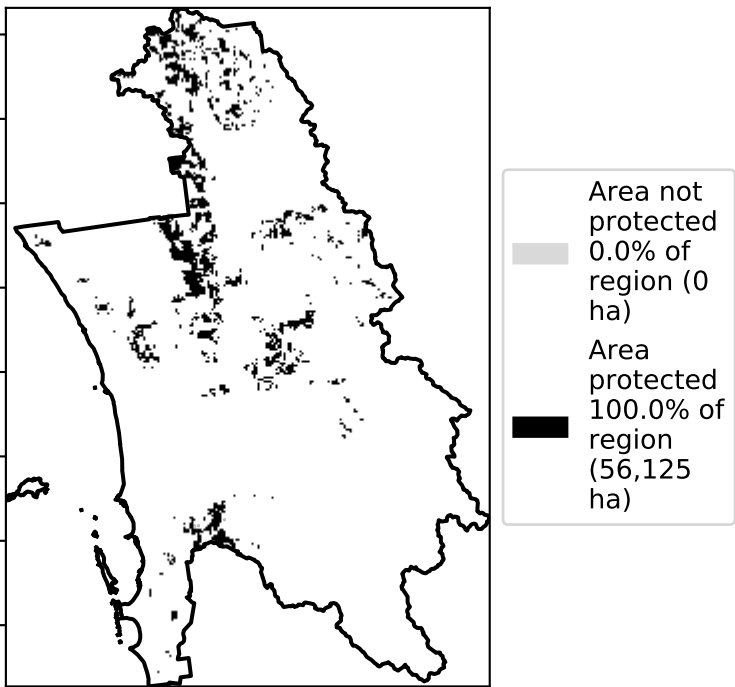 Area not
protected
0.0% of
region (0
ha)
Area
protected
100.0% of
region
(56,125
ha)